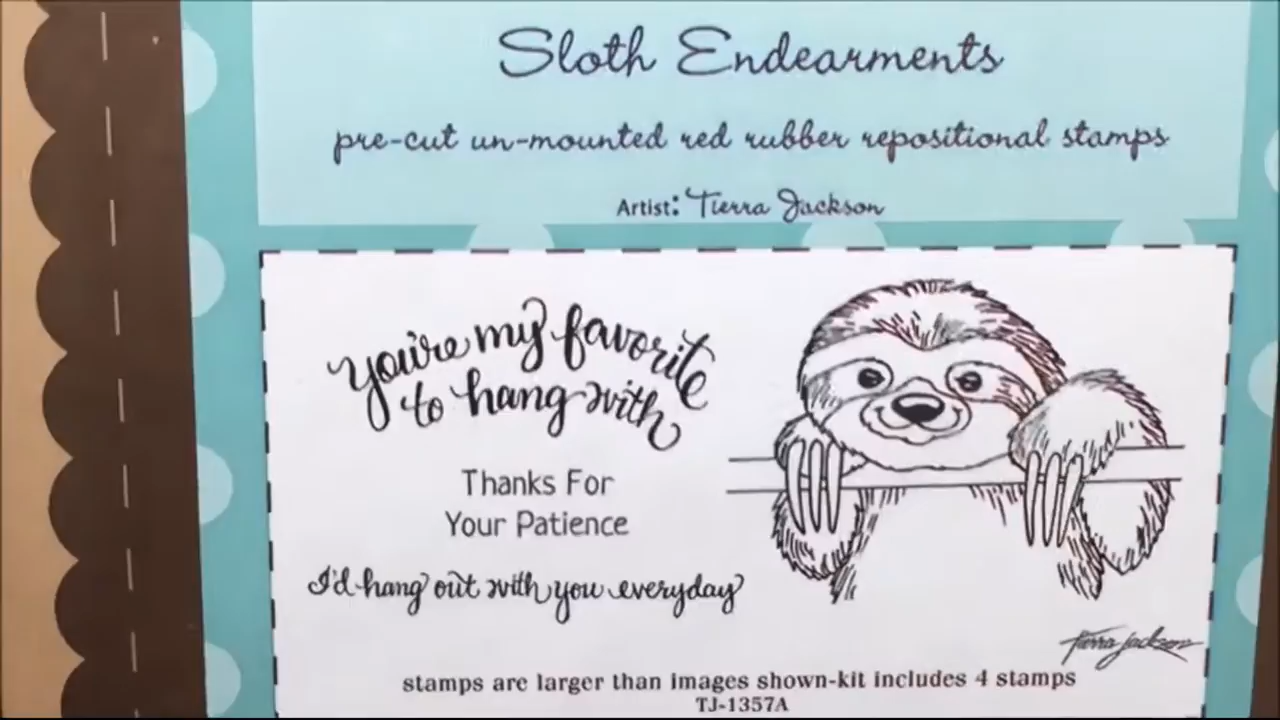 Sloth Endearments
pre-cut un-mounted red rubber repositional stamps
Artist: Tierra Jackson
you're my favorite
to hang with
Thanks For
Your Patience
I'd hang out with you everyday
tierra jackson
stamps are larger than images shown-kit includes 4 stamps
TJ-1357A